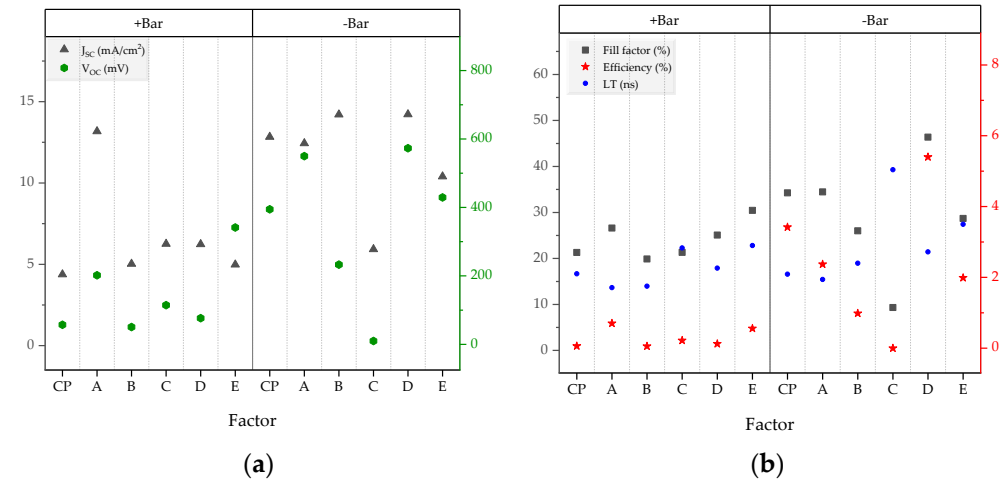 +Bar
-Bar
J_SC (mA/cm²)
V_OC (mV)
15
10
5
0
800
600
400
200
0
CP A B C D E CP A B C D E
Factor
(a)
+Bar
-Bar
Fill factor (%)
Efficiency (%)
LT (ns)
60
50
40
30
20
10
0
8
6
4
2
0
CP A B C D E CP A B C D E
Factor
(b)